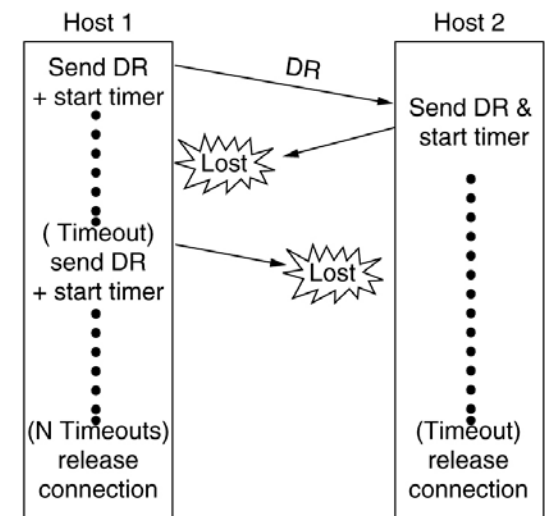 Host 1
Host 2
Send DR
+ start timer
DR
Send DR &
start timer
Lost
( Timeout)
send DR
+ start timer
Lost
(N Timeouts)
release
connection
(Timeout)
release
connection